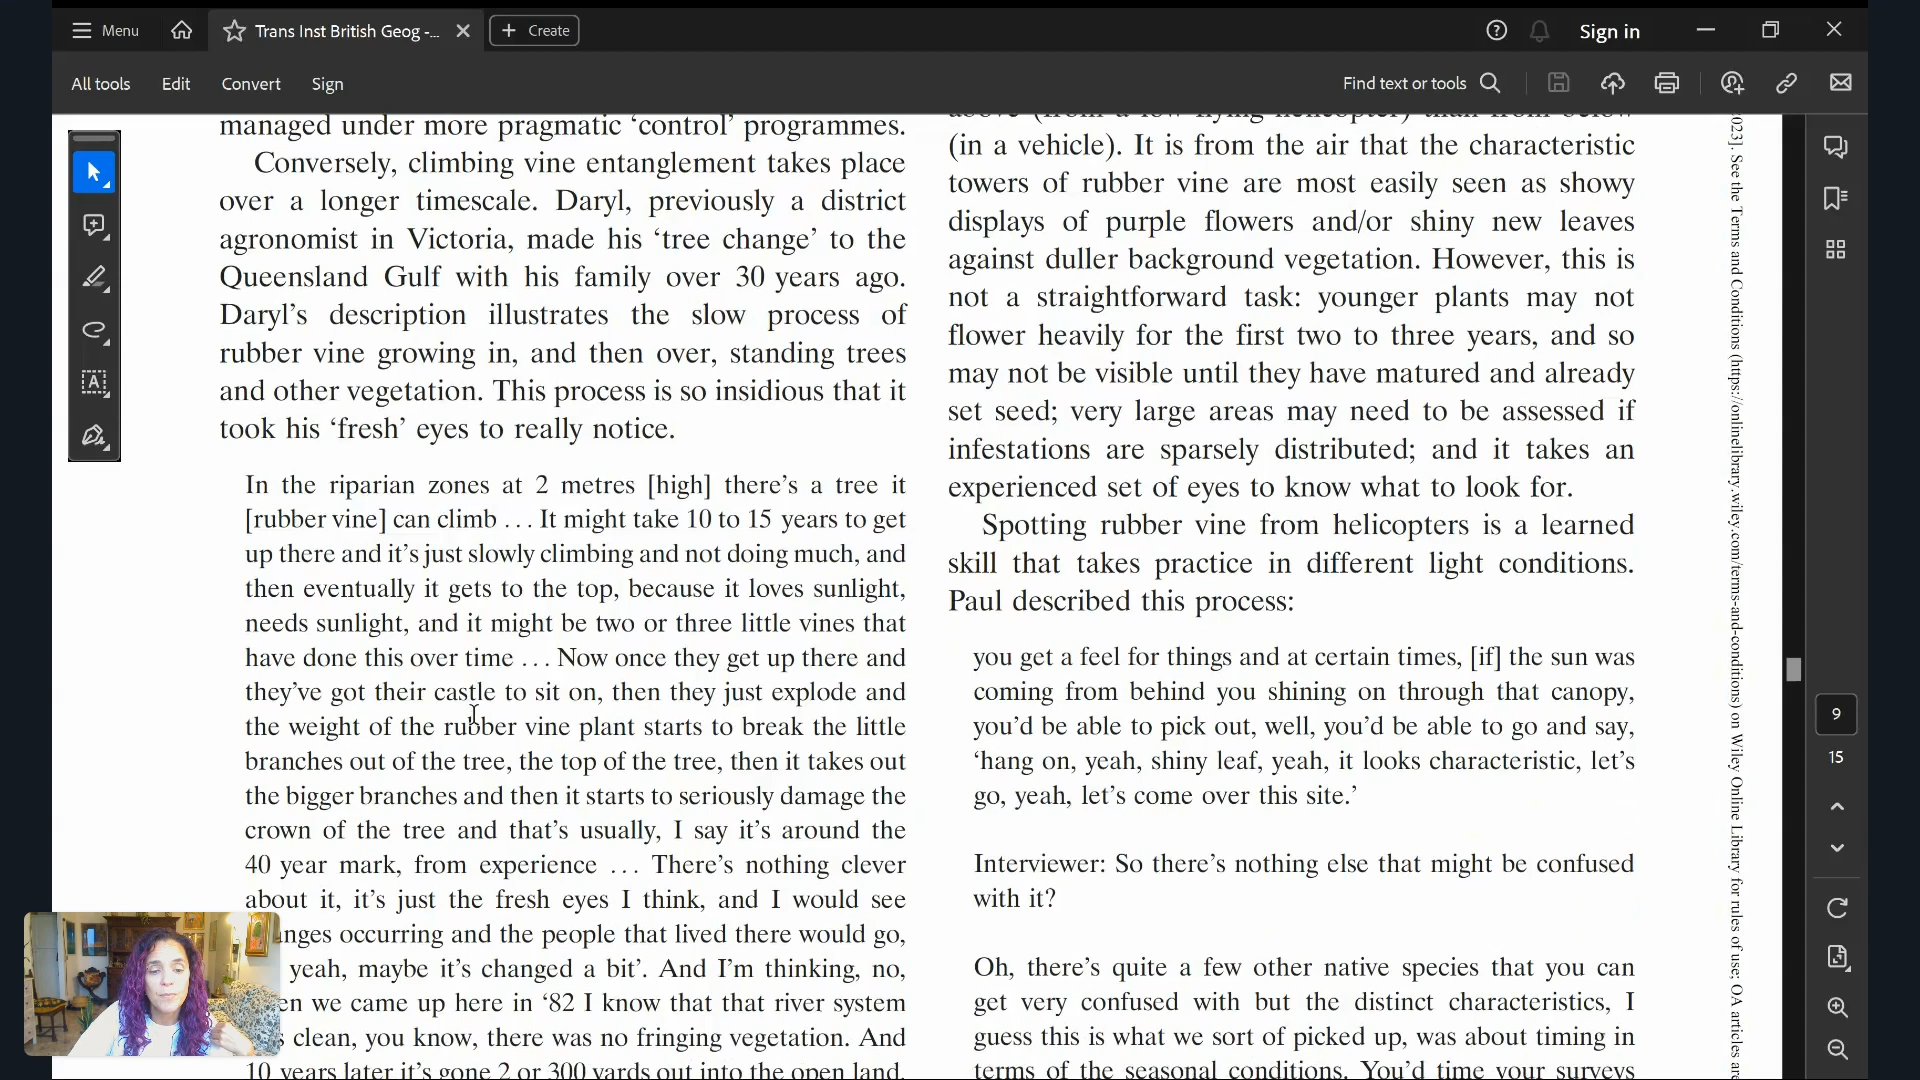 Menu
Trans Inst British Geog -...
Create
Sign in
All tools
Edit
Convert
Sign
Find text or tools
managed under more pragmatic ‘control’ programmes.
Conversely, climbing vine entanglement takes place
over a longer timescale. Daryl, previously a district
agronomist in Victoria, made his ‘tree change’ to the
Queensland Gulf with his family over 30 years ago.
Daryl’s description illustrates the slow process of
rubber vine growing in, and then over, standing trees
and other vegetation. This process is so insidious that it
took his ‘fresh’ eyes to really notice.
In the riparian zones at 2 metres [high] there’s a tree it
[rubber vine] can climb ... It might take 10 to 15 years to get
up there and it’s just slowly climbing and not doing much, and
then eventually it gets to the top, because it loves sunlight,
needs sunlight, and it might be two or three little vines that
have done this over time ... Now once they get up there and
they’ve got their castle to sit on, then they just explode and
the weight of the rubber vine plant starts to break the little
branches out of the tree, the top of the tree, then it takes out
the bigger branches and then it starts to seriously damage the
crown of the tree and that’s usually, I say it’s around the
40 year mark, from experience ... There’s nothing clever
about it, it’s just the fresh eyes I think, and I would see
nges occurring and the people that lived there would go,
yeah, maybe it’s changed a bit’. And I’m thinking, no,
en we came up here in ‘82 I know that that river system
s clean, you know, there was no fringing vegetation. And
10 years later it’s gone 2 or 300 yards out into the open land,
above (from a low flying helicopter) than from below
(in a vehicle). It is from the air that the characteristic
towers of rubber vine are most easily seen as showy
displays of purple flowers and/or shiny new leaves
against duller background vegetation. However, this is
not a straightforward task: younger plants may not
flower heavily for the first two to three years, and so
may not be visible until they have matured and already
set seed; very large areas may need to be assessed if
infestations are sparsely distributed; and it takes an
experienced set of eyes to know what to look for.
Spotting rubber vine from helicopters is a learned
skill that takes practice in different light conditions.
Paul described this process:
you get a feel for things and at certain times, [if] the sun was
coming from behind you shining on through that canopy,
you’d be able to pick out, well, you’d be able to go and say,
‘hang on, yeah, shiny leaf, yeah, it looks characteristic, let’s
go, yeah, let’s come over this site.’
Interviewer: So there’s nothing else that might be confused
with it?
Oh, there’s quite a few other native species that you can
get very confused with but the distinct characteristics, I
guess this is what we sort of picked up, was about timing in
terms of the seasonal conditions. You’d time your surveys
023]. See the Terms and Conditions (https://onlinelibrary.wiley.com/terms-and-conditions) on Wiley Online Library for rules of use; OA articles ar
9
15